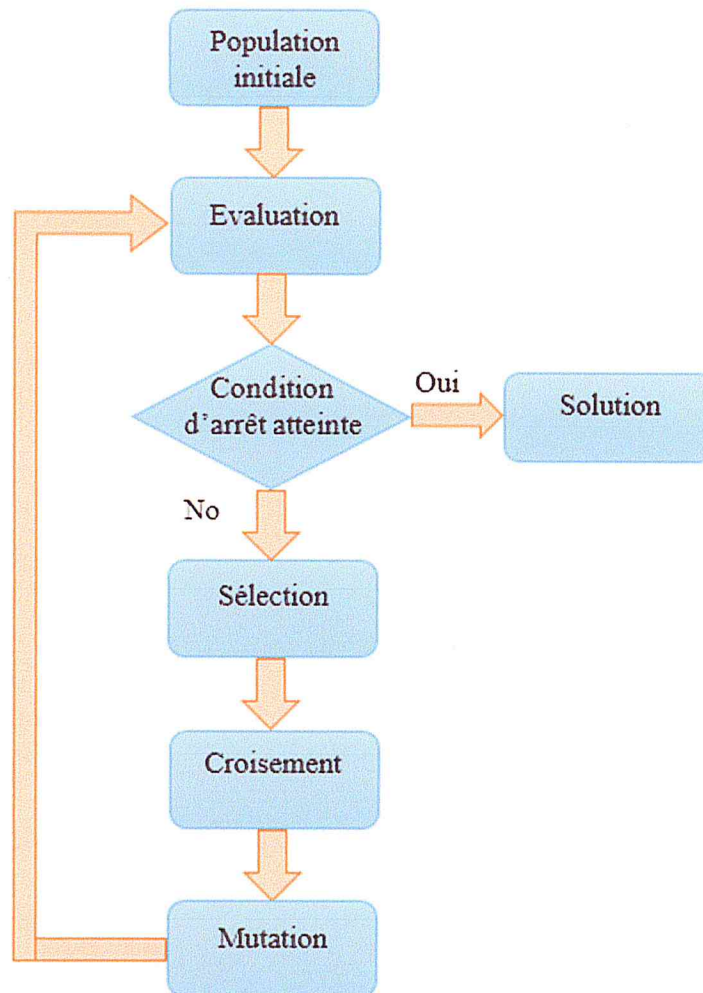 Population
initiale
Evaluation
Condition
d'arrêt atteinte
Oui
Solution
No
Sélection
Croisement
Mutation